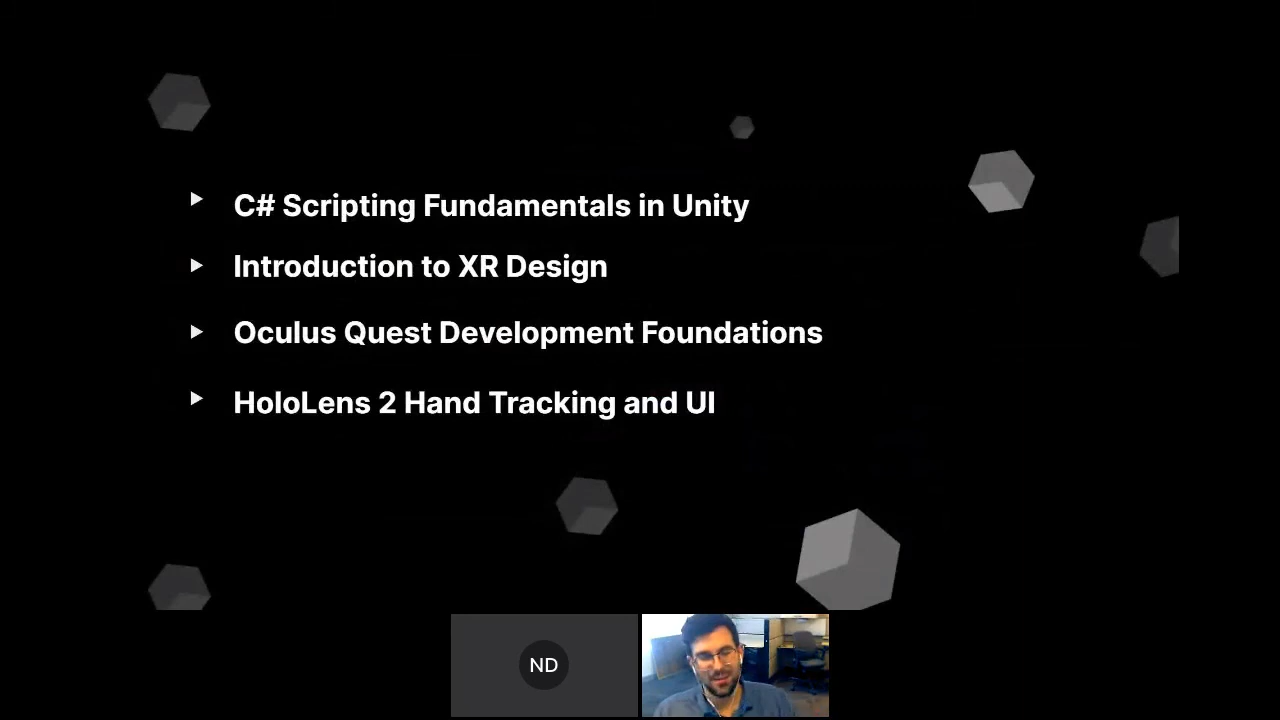 C# Scripting Fundamentals in Unity
Introduction to XR Design
Oculus Quest Development Foundations
HoloLens 2 Hand Tracking and UI
ND